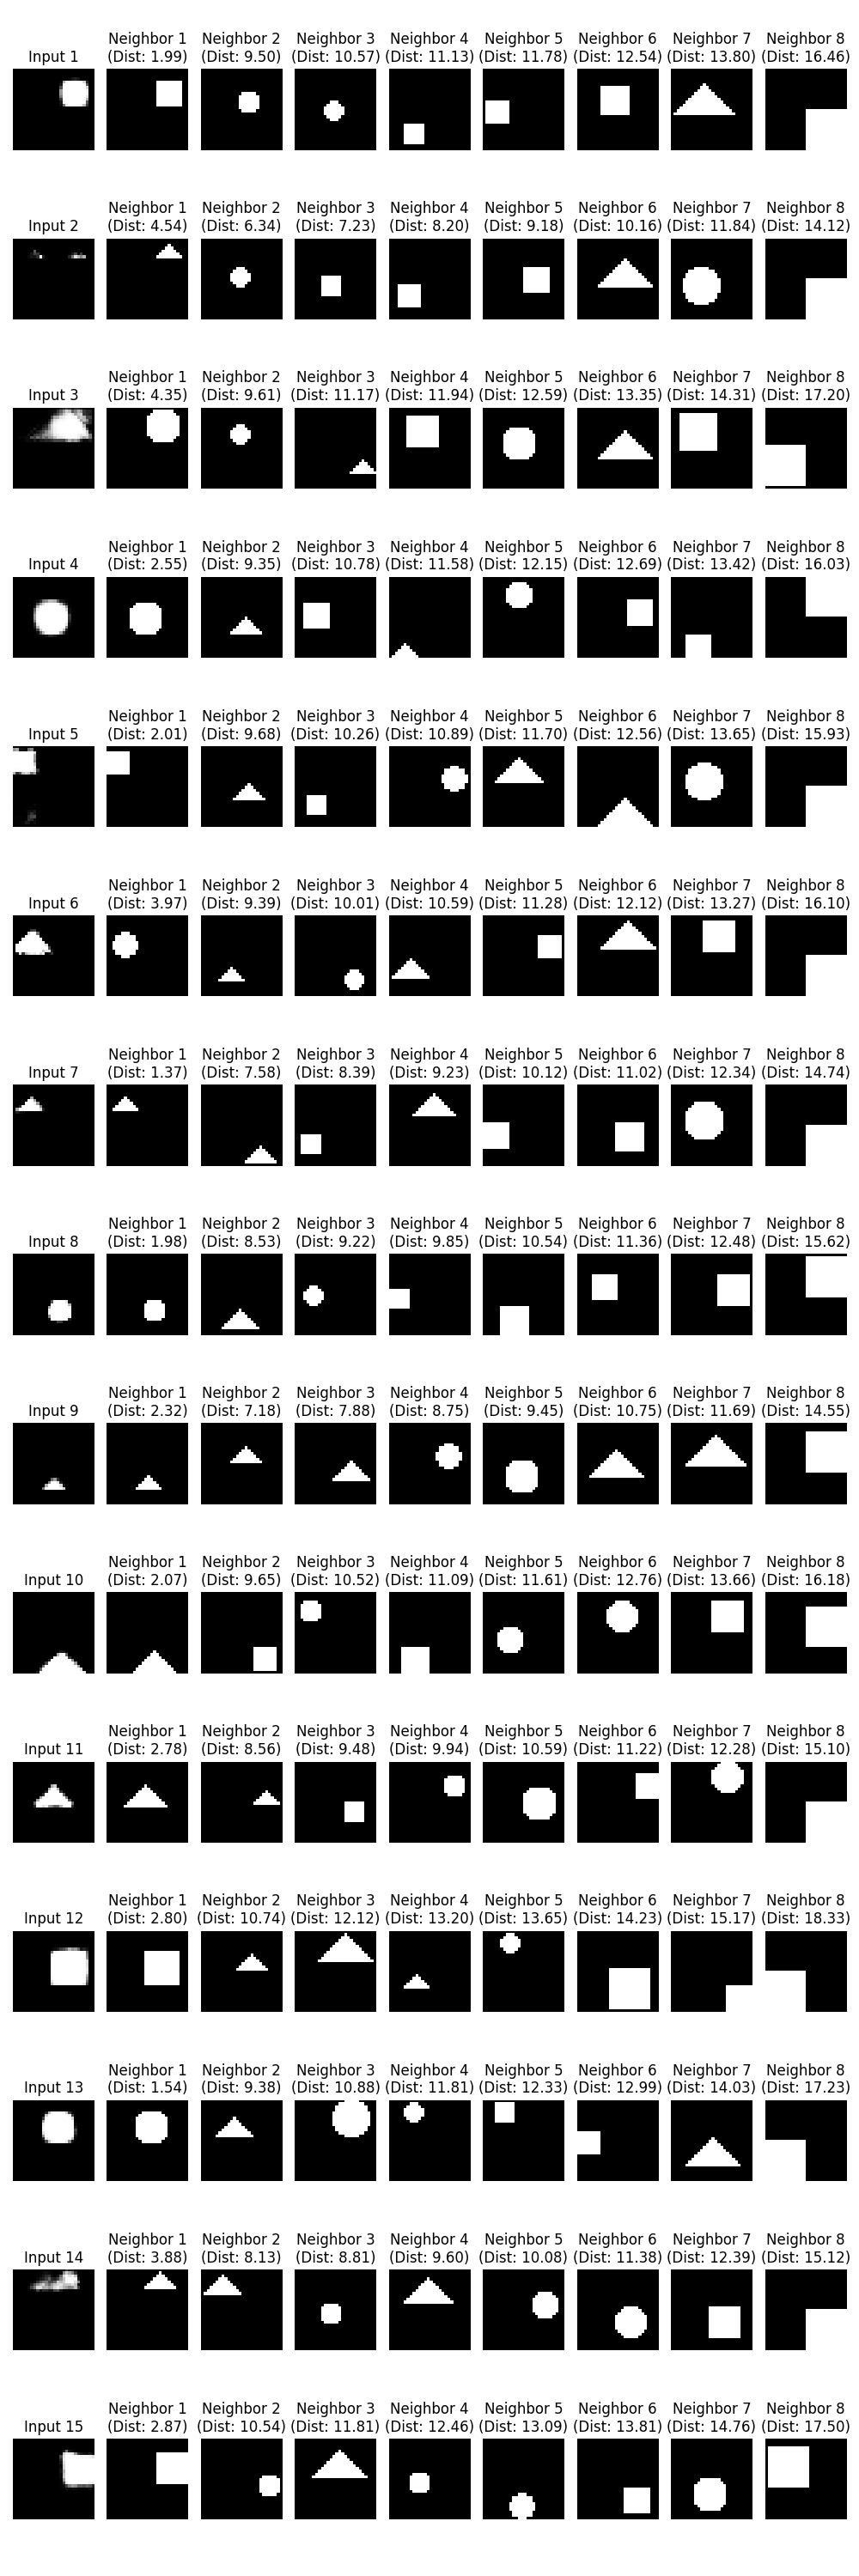 Neighbor 1 Neighbor 2 Neighbor 3 Neighbor 4 Neighbor 5 Neighbor 6 Neighbor 7 Neighbor 8
Input 1 (Dist: 1.99) (Dist: 9.50) (Dist: 10.57) (Dist: 11.13) (Dist: 11.78) (Dist: 12.54) (Dist: 13.80) (Dist: 16.46)
Neighbor 1 Neighbor 2 Neighbor 3 Neighbor 4 Neighbor 5 Neighbor 6 Neighbor 7 Neighbor 8
Input 2 (Dist: 4.54) (Dist: 6.34) (Dist: 7.23) (Dist: 8.20) (Dist: 9.18) (Dist: 10.16) (Dist: 11.84) (Dist: 14.12)
Neighbor 1 Neighbor 2 Neighbor 3 Neighbor 4 Neighbor 5 Neighbor 6 Neighbor 7 Neighbor 8
Input 3 (Dist: 4.35) (Dist: 9.61) (Dist: 11.17) (Dist: 11.94) (Dist: 12.59) (Dist: 13.35) (Dist: 14.31) (Dist: 17.20)
Neighbor 1 Neighbor 2 Neighbor 3 Neighbor 4 Neighbor 5 Neighbor 6 Neighbor 7 Neighbor 8
Input 4 (Dist: 2.55) (Dist: 9.35) (Dist: 10.78) (Dist: 11.58) (Dist: 12.15) (Dist: 12.69) (Dist: 13.42) (Dist: 16.03)
Neighbor 1 Neighbor 2 Neighbor 3 Neighbor 4 Neighbor 5 Neighbor 6 Neighbor 7 Neighbor 8
Input 5 (Dist: 2.01) (Dist: 9.68) (Dist: 10.26) (Dist: 10.89) (Dist: 11.70) (Dist: 12.56) (Dist: 13.65) (Dist: 15.93)
Neighbor 1 Neighbor 2 Neighbor 3 Neighbor 4 Neighbor 5 Neighbor 6 Neighbor 7 Neighbor 8
Input 6 (Dist: 3.97) (Dist: 9.39) (Dist: 10.01) (Dist: 10.59) (Dist: 11.28) (Dist: 12.12) (Dist: 13.27) (Dist: 16.10)
Neighbor 1 Neighbor 2 Neighbor 3 Neighbor 4 Neighbor 5 Neighbor 6 Neighbor 7 Neighbor 8
Input 7 (Dist: 1.37) (Dist: 7.58) (Dist: 8.39) (Dist: 9.23) (Dist: 10.12) (Dist: 11.02) (Dist: 12.34) (Dist: 14.74)
Neighbor 1 Neighbor 2 Neighbor 3 Neighbor 4 Neighbor 5 Neighbor 6 Neighbor 7 Neighbor 8
Input 8 (Dist: 1.98) (Dist: 8.53) (Dist: 9.22) (Dist: 9.85) (Dist: 10.54) (Dist: 11.36) (Dist: 12.48) (Dist: 15.62)
Neighbor 1 Neighbor 2 Neighbor 3 Neighbor 4 Neighbor 5 Neighbor 6 Neighbor 7 Neighbor 8
Input 9 (Dist: 2.32) (Dist: 7.18) (Dist: 7.88) (Dist: 8.75) (Dist: 9.45) (Dist: 10.75) (Dist: 11.69) (Dist: 14.55)
Neighbor 1 Neighbor 2 Neighbor 3 Neighbor 4 Neighbor 5 Neighbor 6 Neighbor 7 Neighbor 8
Input 10 (Dist: 2.07) (Dist: 9.65) (Dist: 10.52) (Dist: 11.09) (Dist: 11.61) (Dist: 12.76) (Dist: 13.66) (Dist: 16.18)
Neighbor 1 Neighbor 2 Neighbor 3 Neighbor 4 Neighbor 5 Neighbor 6 Neighbor 7 Neighbor 8
Input 11 (Dist: 2.78) (Dist: 8.56) (Dist: 9.48) (Dist: 9.94) (Dist: 10.59) (Dist: 11.22) (Dist: 12.28) (Dist: 15.10)
Neighbor 1 Neighbor 2 Neighbor 3 Neighbor 4 Neighbor 5 Neighbor 6 Neighbor 7 Neighbor 8
Input 12 (Dist: 2.80) (Dist: 10.74) (Dist: 12.12) (Dist: 13.20) (Dist: 13.65) (Dist: 14.23) (Dist: 15.17) (Dist: 18.33)
Neighbor 1 Neighbor 2 Neighbor 3 Neighbor 4 Neighbor 5 Neighbor 6 Neighbor 7 Neighbor 8
Input 13 (Dist: 1.54) (Dist: 9.38) (Dist: 10.88) (Dist: 11.81) (Dist: 12.33) (Dist: 12.99) (Dist: 14.03) (Dist: 17.23)
Neighbor 1 Neighbor 2 Neighbor 3 Neighbor 4 Neighbor 5 Neighbor 6 Neighbor 7 Neighbor 8
Input 14 (Dist: 3.88) (Dist: 8.13) (Dist: 8.81) (Dist: 9.60) (Dist: 10.08) (Dist: 11.38) (Dist: 12.39) (Dist: 15.12)
Neighbor 1 Neighbor 2 Neighbor 3 Neighbor 4 Neighbor 5 Neighbor 6 Neighbor 7 Neighbor 8
Input 15 (Dist: 2.87) (Dist: 10.54) (Dist: 11.81) (Dist: 12.46) (Dist: 13.09) (Dist: 13.81) (Dist: 14.76) (Dist: 17.50)